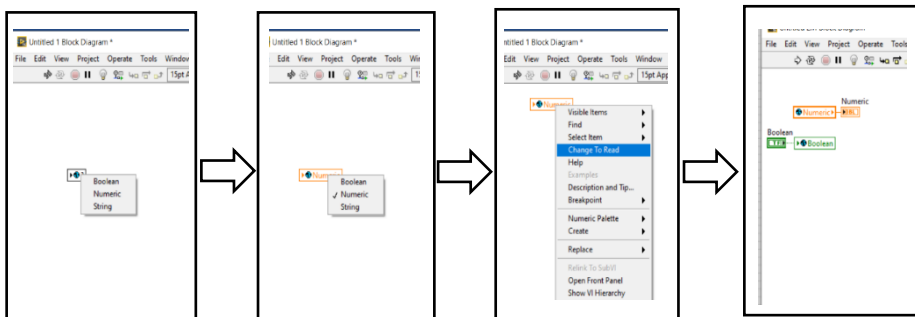 Untitled 1 Block Diagram *
File Edit View Project Operate Tools Window
15pt A
?
Boolean
Numeric
String
Untitled 1 Block Diagram *
Edit View Project Operate Tools
Boolean
✓ Numeric
String
ntitled 1 Block Diagram *
Edit View Project Operate Tools Window
15pt App
Numeric
Visible Items
Find
Select Item
Change To Read
Help
Examples
Description and Tip...
Breakpoint
Numeric Palette
Create
Replace
Relink To SubVI
Open Front Panel
Show VI Hierarchy
Block Diagram
File Edit View Project Operate Tools
Numeric
Numeric
Boolean
TF
Boolean